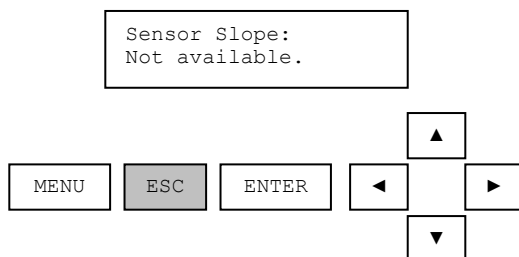 Sensor Slope:
Not available.
▲
MENU ESC ENTER ◄ ►
▼